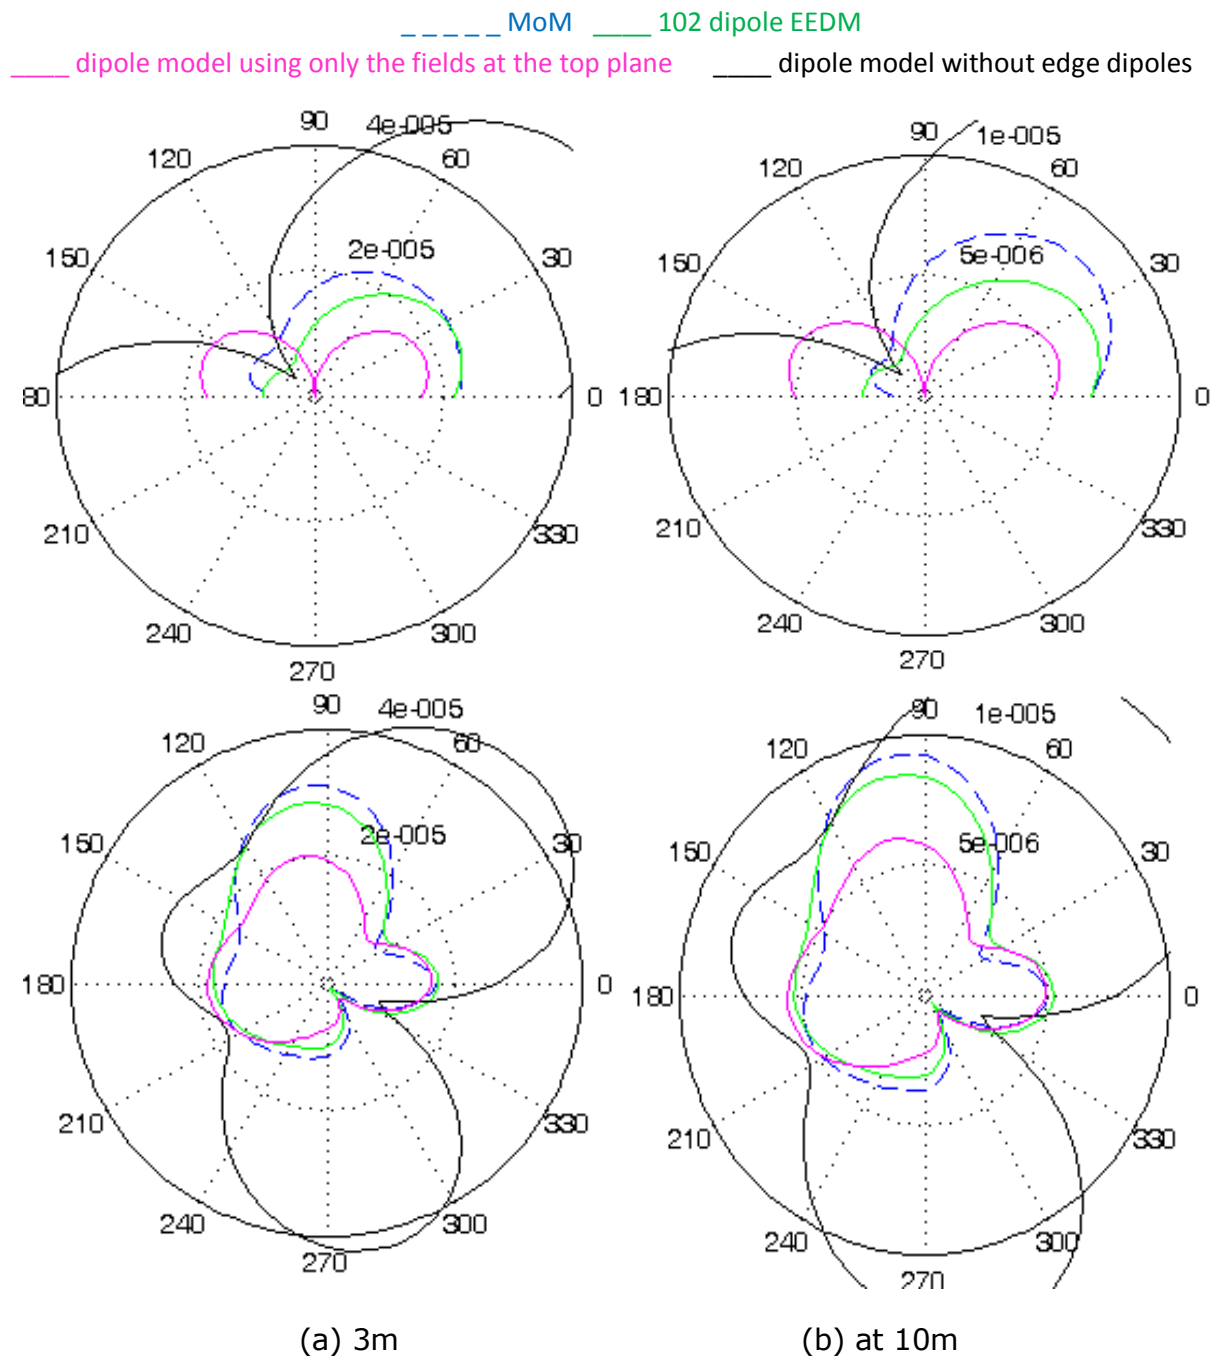 _ _ _ _ _ MoM ____ 102 dipole EEDM
____ dipole model using only the fields at the top plane ____ dipole model without edge dipoles
90 4e-005
120 60
2e-005
150 30
80 0
210 330
240 300
270
90 1e-005
120 60
5e-006
150 30
180 0
210 330
240 300
270
90 4e-005
120 60
2e-005
150 30
180 0
210 330
240 300
270
90 1e-005
120 60
5e-006
150 30
180 0
210 330
240 300
270
(a) 3m (b) at 10m